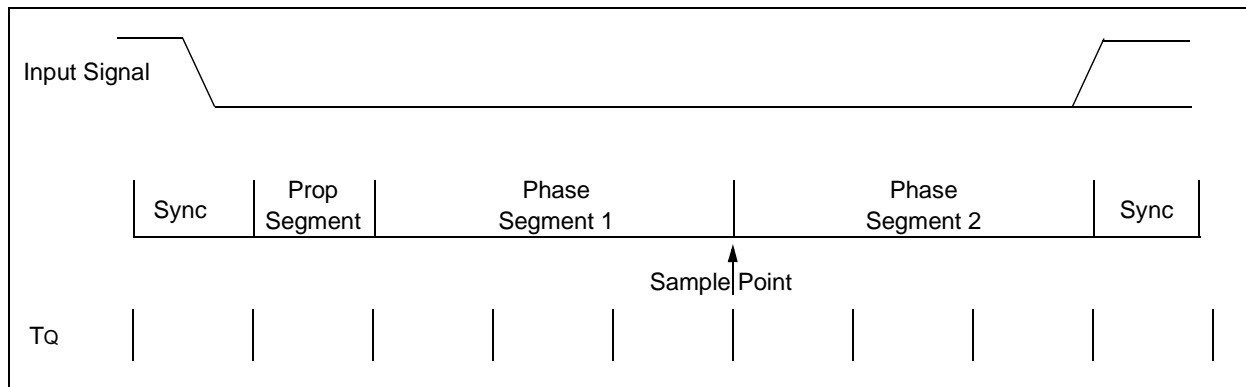 Input Signal
Sync
Prop
Segment
Phase
Segment 1
Phase
Segment 2
Sync
Sample Point
TQ